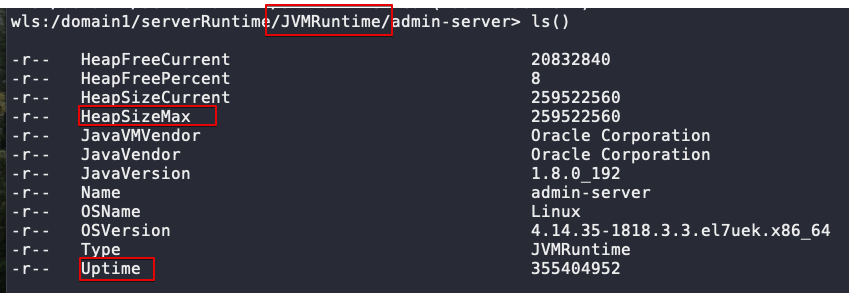 wls:/domain1/serverRuntime/JVMRuntime/admin-server> ls()
-r-- HeapFreeCurrent 20832840
-r-- HeapFreePercent 8
-r-- HeapSizeCurrent 259522560
-r-- HeapSizeMax 259522560
-r-- JavaVMVendor Oracle Corporation
-r-- JavaVendor Oracle Corporation
-r-- JavaVersion 1.8.0_192
-r-- Name admin-server
-r-- OSName Linux
-r-- OSVersion 4.14.35-1818.3.3.el7uek.x86_64
-r-- Type JVMRuntime
-r-- Uptime 355404952